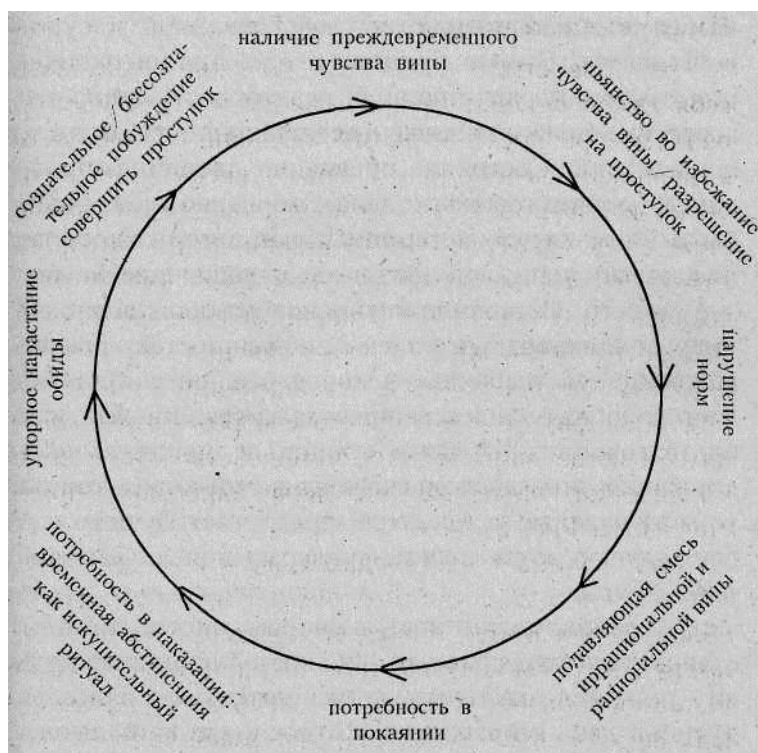 наличие преждевременного
чувства вины
пьянство во избежание
чувства вины, разрешение
на проступок
нарушение
норм
подавляющая смесь
иррациональной и
рациональной вины
потребность в
покаянии
потребность в наказании,
временная абстиненция
как искупительный
ритуал
упорное нарастание
обиды
сознательное/бессозна-
тельное побуждение
совершить проступок